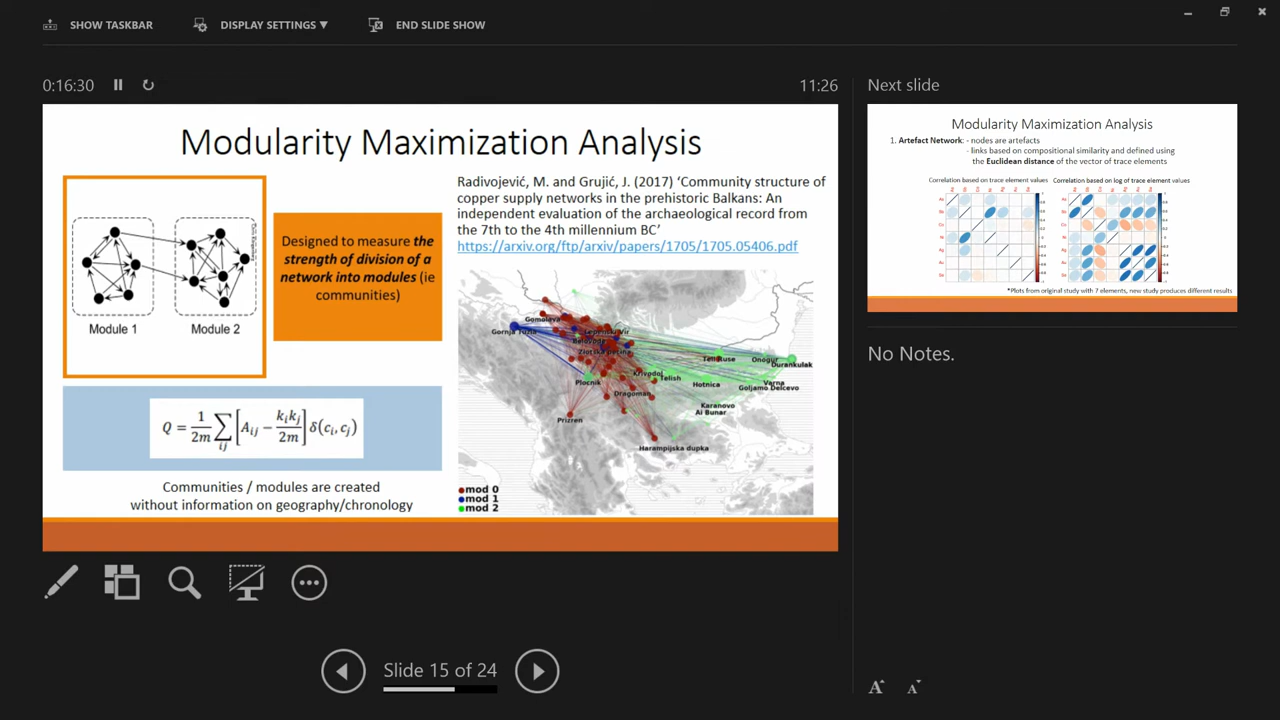 SHOW TASKBAR
DISPLAY SETTINGS ▼
END SLIDE SHOW
0:16:30
11:26
Modularity Maximization Analysis
Module 1
Module 2
Designed to measure the
strength of division of a
network into modules (ie
communities)
Q = 1/2m ∑ij [Aij − kikj/2m] δ(ci, cj)
Communities / modules are created
without information on geography/chronology
Radivojević, M. and Grujić, J. (2017) ‘Community structure of
copper supply networks in the prehistoric Balkans: An
independent evaluation of the archaeological record from
the 7th to the 4th millennium BC’
https://arxiv.org/ftp/arxiv/papers/1705/1705.05406.pdf
Gomolava
Gornja Tuzla
Lepenski Vir
Belovode
Zlotska pecina
Plocnik
Krivodol
Telish
Dragoman
Prizren
Harampijska dupka
Hotnica
Karanovo
Ai Bunar
Onogur
Durankulak
Varna
Goljamo Delcevo
mod 0
mod 1
mod 2
Slide 15 of 24
Next slide
Modularity Maximization Analysis
1. Artefact Network: - nodes are artefacts
- links based on compositional similarity and defined using
the Euclidean distance of the vector of trace elements
Correlation based on trace element values
Correlation based on log of trace element values
*Plots from original study with 7 elements, new study produces different results
No Notes.
A
A